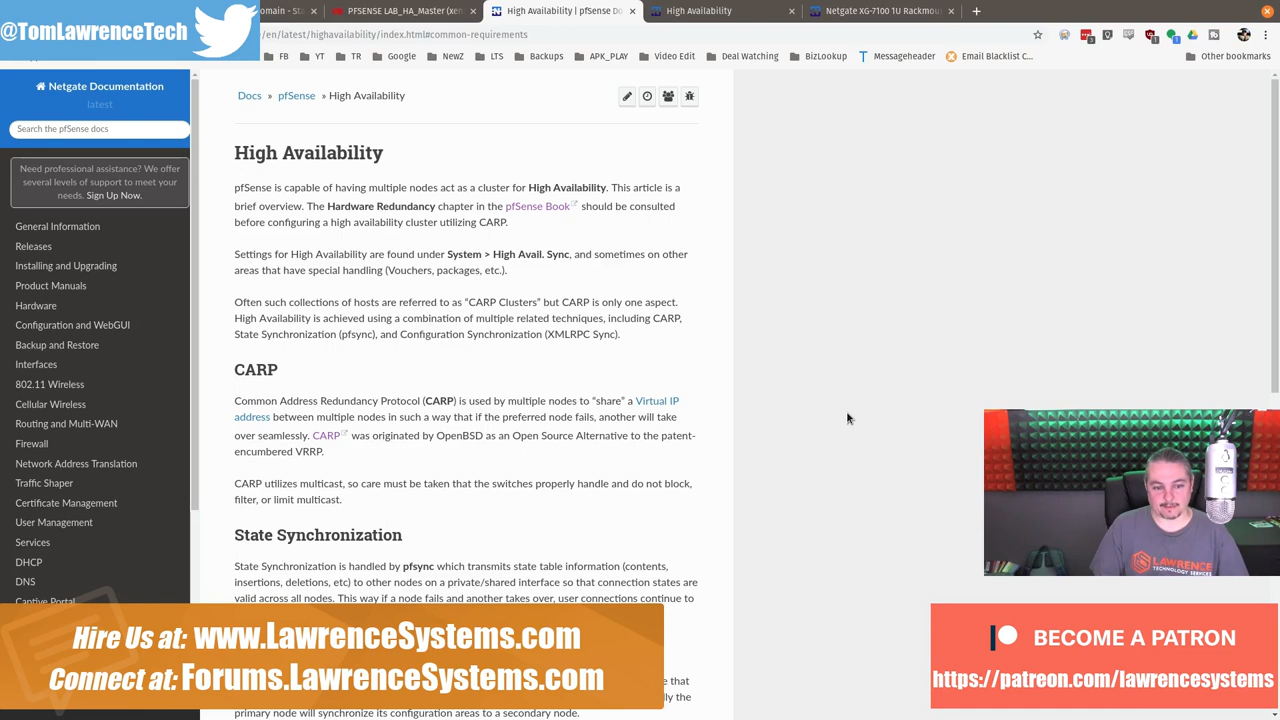 @TomLawrenceTech
omain - St
PFSENSE LAB_HA_Master (xen
High Availability | pfSense Do
High Availability
Netgate XG-7100 1U Rackmou
/en/latest/highavailability/index.html#common-requirements
FB
YT
TR
Google
NewZ
LTS
Backups
APK_PLAY
Video Edit
Deal Watching
BizLookup
Messageheader
Email Blacklist C...
Other bookmarks
Netgate Documentation
latest
Search the pfSense docs
Need professional assistance? We offer
several levels of support to meet your
needs. Sign Up Now.
General Information
Releases
Installing and Upgrading
Product Manuals
Hardware
Configuration and WebGUI
Backup and Restore
Interfaces
802.11 Wireless
Cellular Wireless
Routing and Multi-WAN
Firewall
Network Address Translation
Traffic Shaper
Certificate Management
User Management
Services
DHCP
DNS
Captive Portal
Docs » pfSense » High Availability
High Availability
pfSense is capable of having multiple nodes act as a cluster for High Availability. This article is a
brief overview. The Hardware Redundancy chapter in the pfSense Book should be consulted
before configuring a high availability cluster utilizing CARP.
Settings for High Availability are found under System > High Avail. Sync, and sometimes on other
areas that have special handling (Vouchers, packages, etc.).
Often such collections of hosts are referred to as “CARP Clusters” but CARP is only one aspect.
High Availability is achieved using a combination of multiple related techniques, including CARP,
State Synchronization (pfsync), and Configuration Synchronization (XMLRPC Sync).
CARP
Common Address Redundancy Protocol (CARP) is used by multiple nodes to “share” a Virtual IP
address between multiple nodes in such a way that if the preferred node fails, another will take
over seamlessly. CARP was originated by OpenBSD as an Open Source Alternative to the patent-
encumbered VRRP.
CARP utilizes multicast, so care must be taken that the switches properly handle and do not block,
filter, or limit multicast.
State Synchronization
State Synchronization is handled by pfsync which transmits state table information (contents,
insertions, deletions, etc) to other nodes on a private/shared interface so that connection states are
valid across all nodes. This way if a node fails and another takes over, user connections continue to
e that
ly the
primary node will synchronize its configuration areas to a secondary node.
LAWRENCE
TECHNOLOGY SERVICES
Hire Us at: www.LawrenceSystems.com
Connect at: Forums.LawrenceSystems.com
BECOME A PATRON
https://patreon.com/lawrencesystems